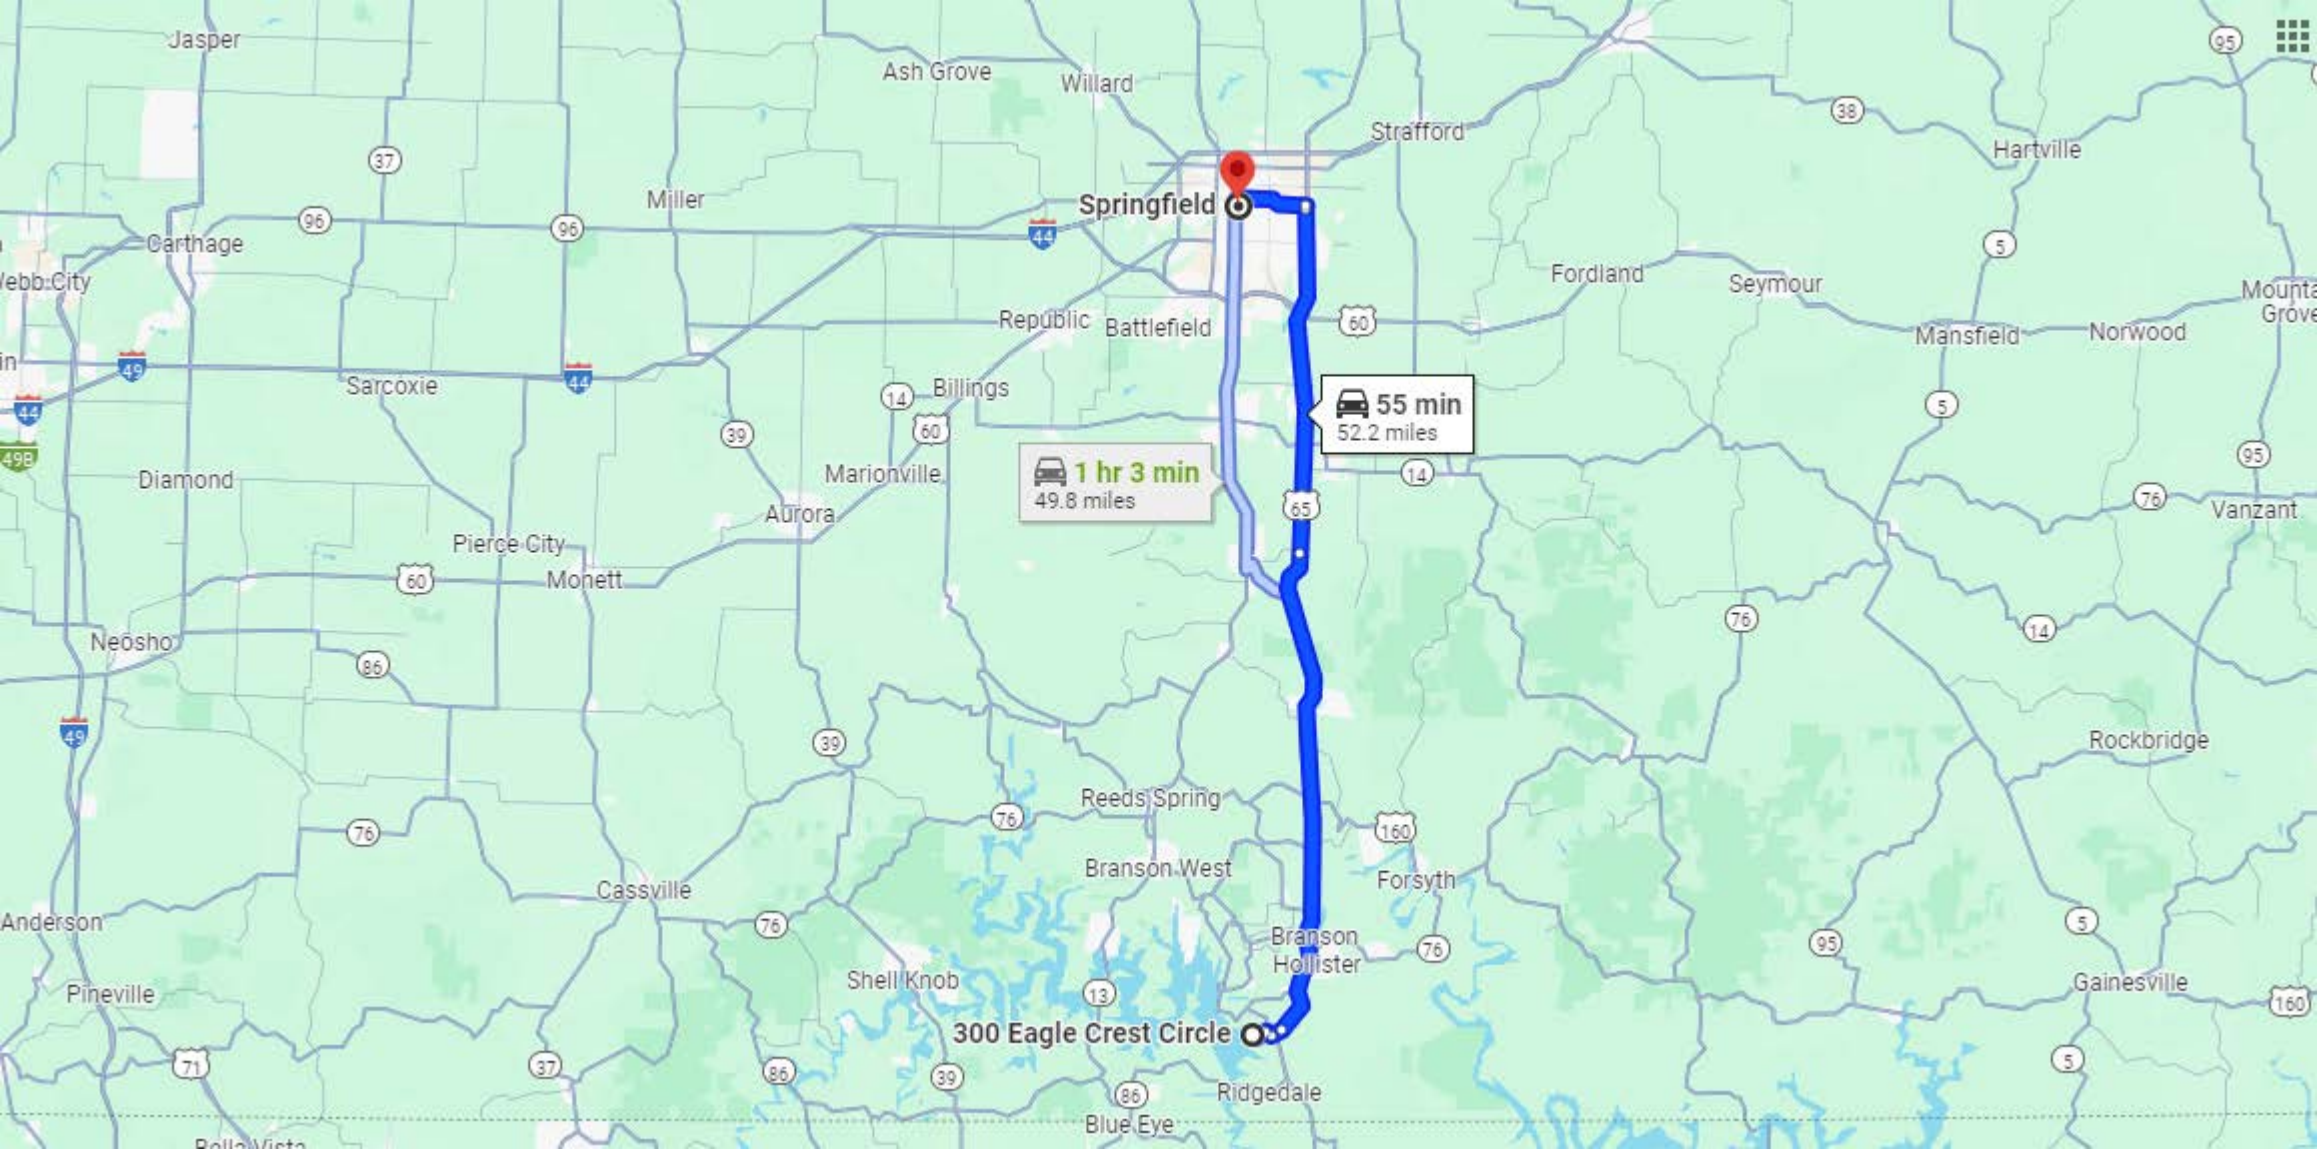 Jasper
Ash Grove
Willard
95
38
Strafford
Hartville
37
Miller
Springfield
96
96
44
5
Carthage
Fordland
Seymour
Mountain
Grove
Republic
Battlefield
60
Mansfield
Norwood
49
44
Sarcoxie
Billings
14
60
55 min
52.2 miles
5
44
39
49B
Diamond
Marionville
1 hr 3 min
49.8 miles
14
95
76
Vanzant
65
Aurora
Pierce City
60
Monett
76
14
Neosho
86
49
39
Rockbridge
Reeds Spring
76
160
76
Branson West
Forsyth
Cassville
Anderson
76
Branson
Hollister
76
95
5
Shell Knob
13
Pineville
Gainesville
160
300 Eagle Crest Circle
71
37
86
39
86
Ridgedale
5
Blue Eye